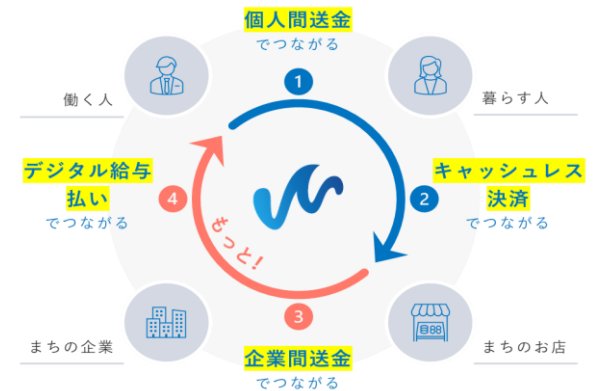 個人間送金
でつながる
1
働く人
暮らす人
デジタル給与
払い
でつながる
4
キャッシュレス
決済
でつながる
2
もっと!
3
まちの企業
まちのお店
企業間送金
でつながる